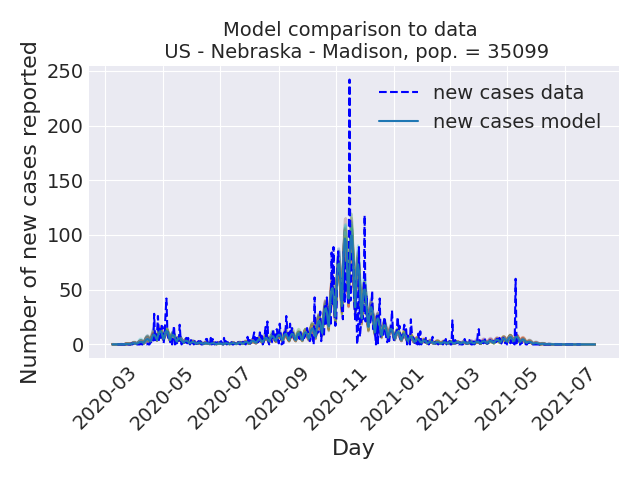 Model comparison to data
US - Nebraska - Madison, pop. = 35099
Number of new cases reported
250
200
150
100
50
0
new cases data
new cases model
2020-03
2020-05
2020-07
2020-09
2020-11
2021-01
2021-03
2021-05
2021-07
Day